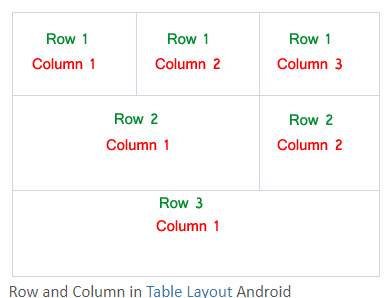 Row 1 Row 1 Row 1
Column 1 Column 2 Column 3
Row 2 Row 2
Column 1 Column 2
Row 3
Column 1
Row and Column in Table Layout Android